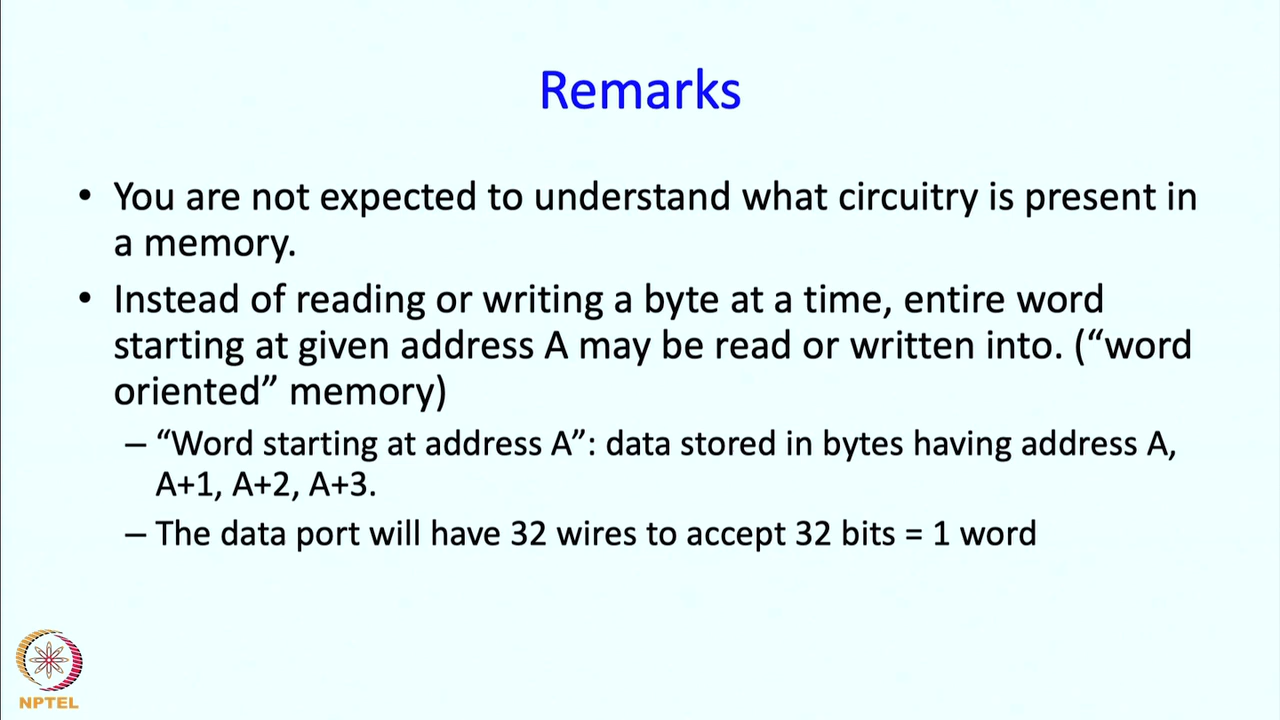 Remarks
• You are not expected to understand what circuitry is present in
a memory.
• Instead of reading or writing a byte at a time, entire word
starting at given address A may be read or written into. (“word
oriented” memory)
– “Word starting at address A”: data stored in bytes having address A,
A+1, A+2, A+3.
– The data port will have 32 wires to accept 32 bits = 1 word
NPTEL